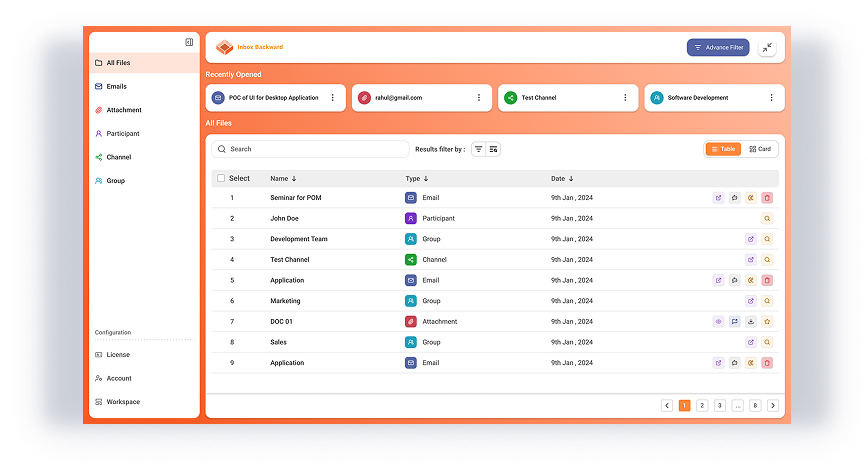 Inbox Backward
Advance Filter
All Files
Emails
Attachment
Participant
Channel
Group
Configuration
License
Account
Workspace
Recently Opened
POC of UI for Desktop Application
rahul@gmail.com
Test Channel
Software Development
All Files
Search
Results filter by :
Table
Card
Select Name Type Date
1 Seminar for POM Email 9th Jan , 2024
2 John Doe Participant 9th Jan , 2024
3 Development Team Group 9th Jan , 2024
4 Test Channel Channel 9th Jan , 2024
5 Application Email 9th Jan , 2024
6 Marketing Group 9th Jan , 2024
7 DOC 01 Attachment 9th Jan , 2024
8 Sales Group 9th Jan , 2024
9 Application Email 9th Jan , 2024
1 2 3 ... 8